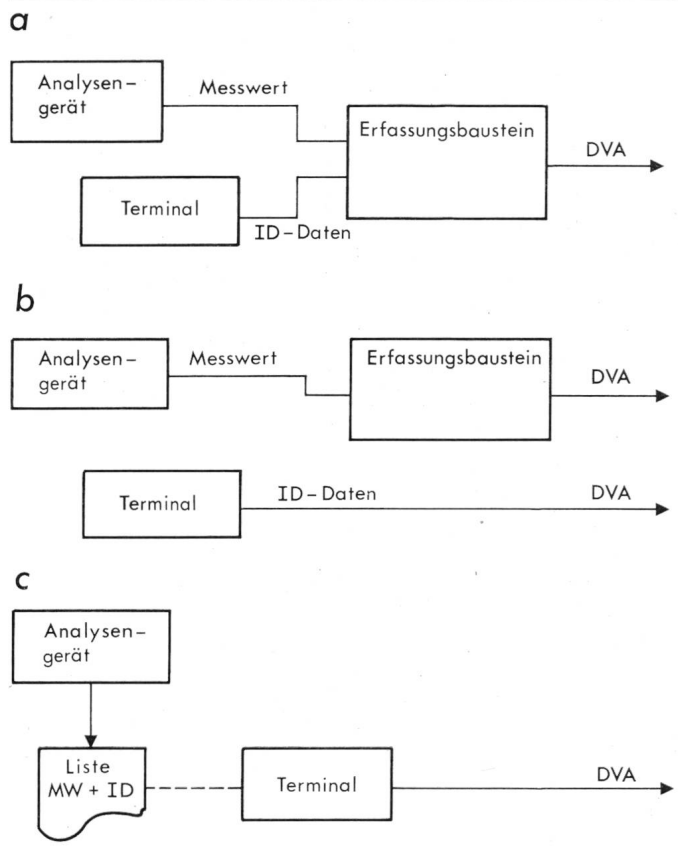 a
Analysen-
gerät
Messwert
Erfassungsbaustein
DVA
Terminal
ID-Daten
b
Analysen-
gerät
Messwert
Erfassungsbaustein
DVA
Terminal
ID-Daten
DVA
c
Analysen-
gerät
Liste
MW + ID
Terminal
DVA